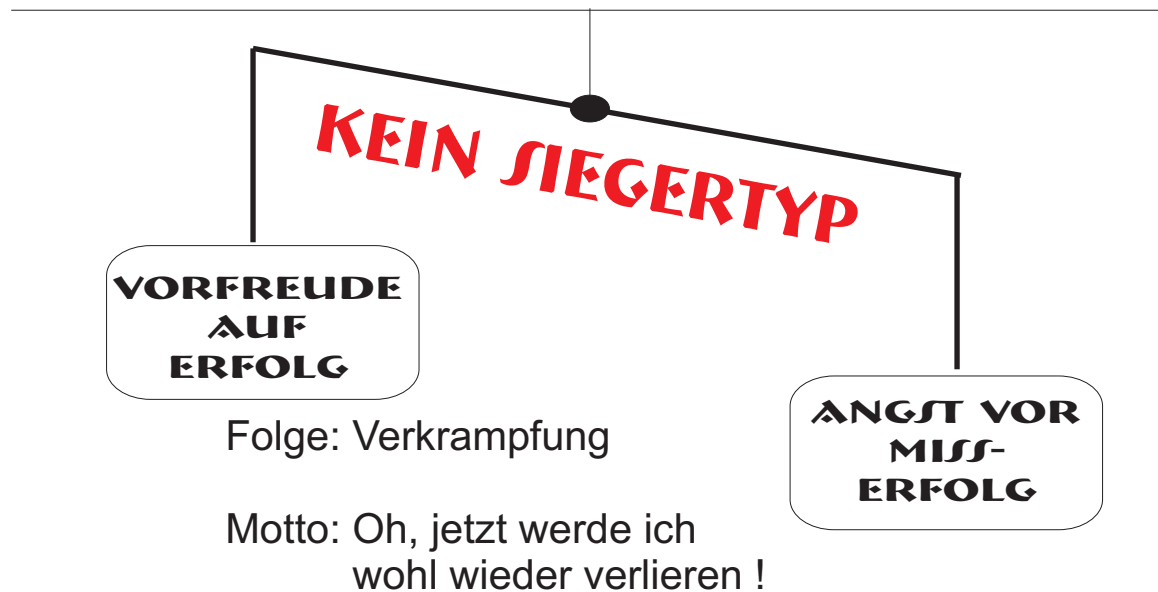 KEIN SIEGERTYP
VORFREUDE
AUF
ERFOLG
ANGST VOR
MISS-
ERFOLG
Folge: Verkrampfung
Motto: Oh, jetzt werde ich
wohl wieder verlieren !